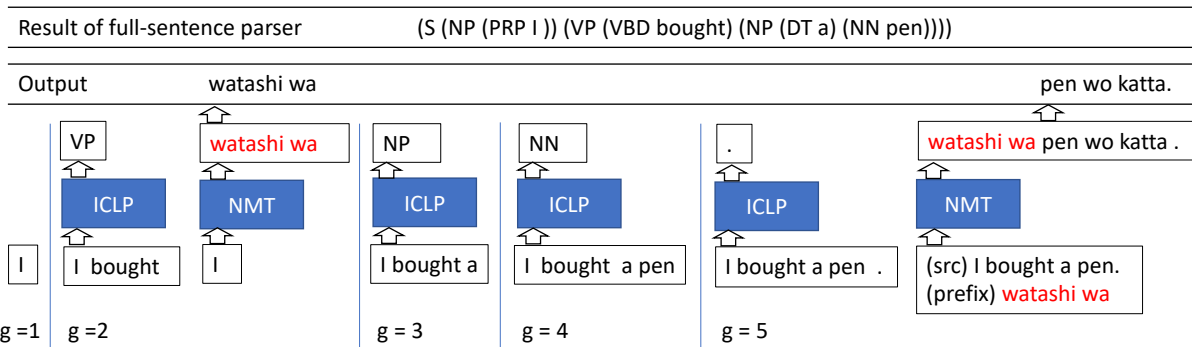 Result of full-sentence parser (S (NP (PRP I )) (VP (VBD bought) (NP (DT a) (NN pen))))
Output watashi wa pen wo katta.
VP watashi wa NP NN . watashi wa pen wo katta .
ICLP NMT ICLP ICLP ICLP NMT
I I bought I I bought a I bought a pen I bought a pen . (src) I bought a pen.
(prefix) watashi wa
g =1 g =2 g = 3 g = 4 g = 5